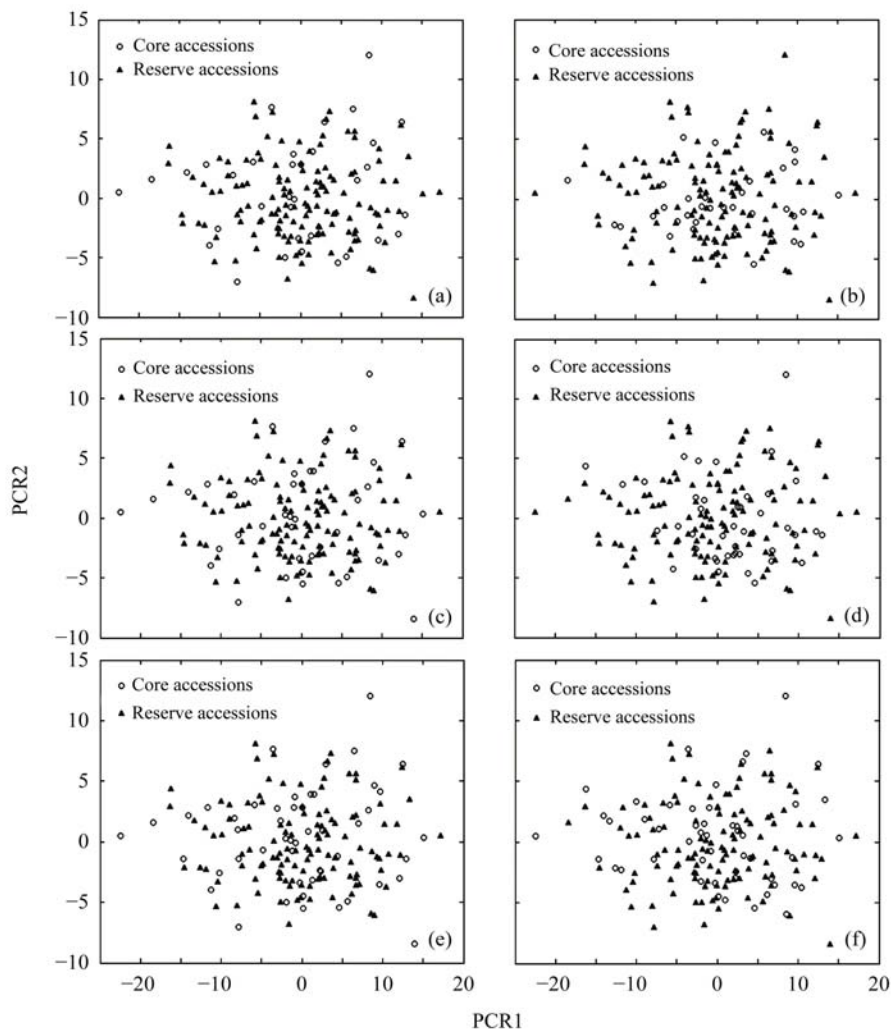 15
10
5
0
−5
−10
Core accessions
Reserve accessions
(a)
Core accessions
Reserve accessions
(b)
PCR2
15
10
5
0
−5
−10
Core accessions
Reserve accessions
(c)
Core accessions
Reserve accessions
(d)
15
10
5
0
−5
−10
Core accessions
Reserve accessions
(e)
Core accessions
Reserve accessions
(f)
−20 −10 0 10 20
−20 −10 0 10 20
PCR1